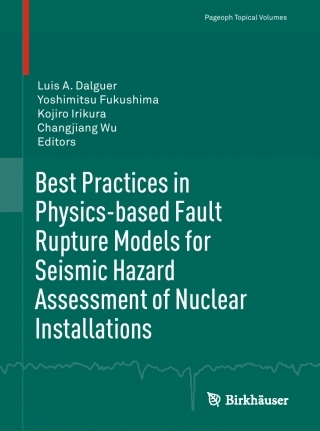 Pageoph Topical Volumes
Luis A. Dalguer
Yoshimitsu Fukushima
Kojiro Irikura
Changjiang Wu
Editors
Best Practices in
Physics-based Fault
Rupture Models for
Seismic Hazard
Assessment of Nuclear
Installations
Birkhäuser